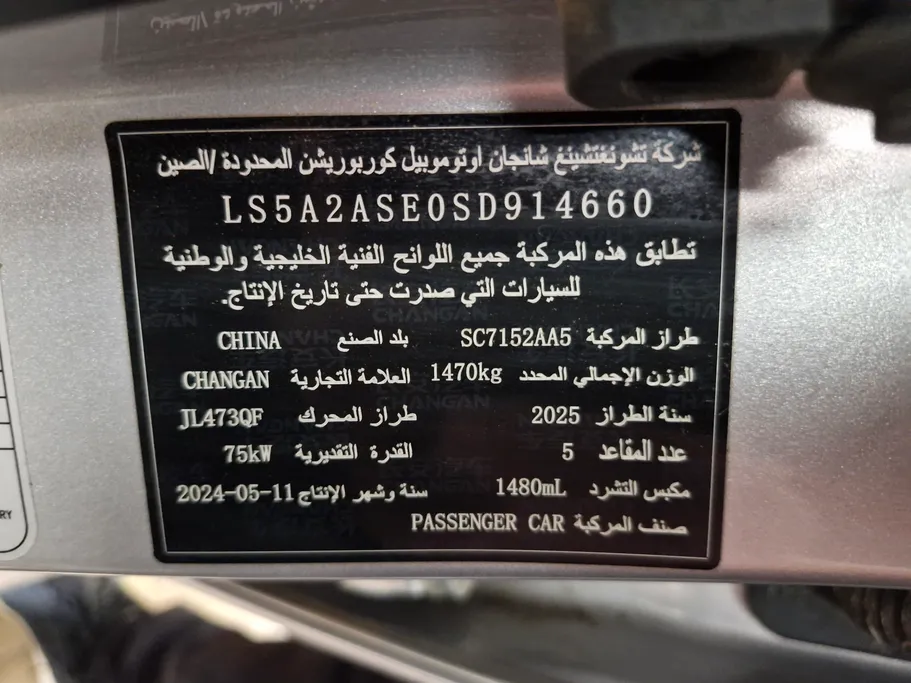 شركة تشونغتشينغ شانجان اوتوموبيل كوربوريشن المحدودة /الصين
LS5A2ASE0SD914660
تطابق هذه المركبة جميع اللوائح الفنية الخليجية والوطنية
للسيارات التي صدرت حتى تاريخ الإنتاج.
طراز المركبة SC7152AA5 بلد الصنع CHINA
الوزن الإجمالي المحدد 1470kg العلامة التجارية CHANGAN
سنة الطراز 2025 طراز المحرك JL473QF
عدد المقاعد 5 القدرة التقديرية 75kW
مكبس التشرد 1480mL سنة وشهر الإنتاج 2024-05-11
صنف المركبة PASSENGER CAR